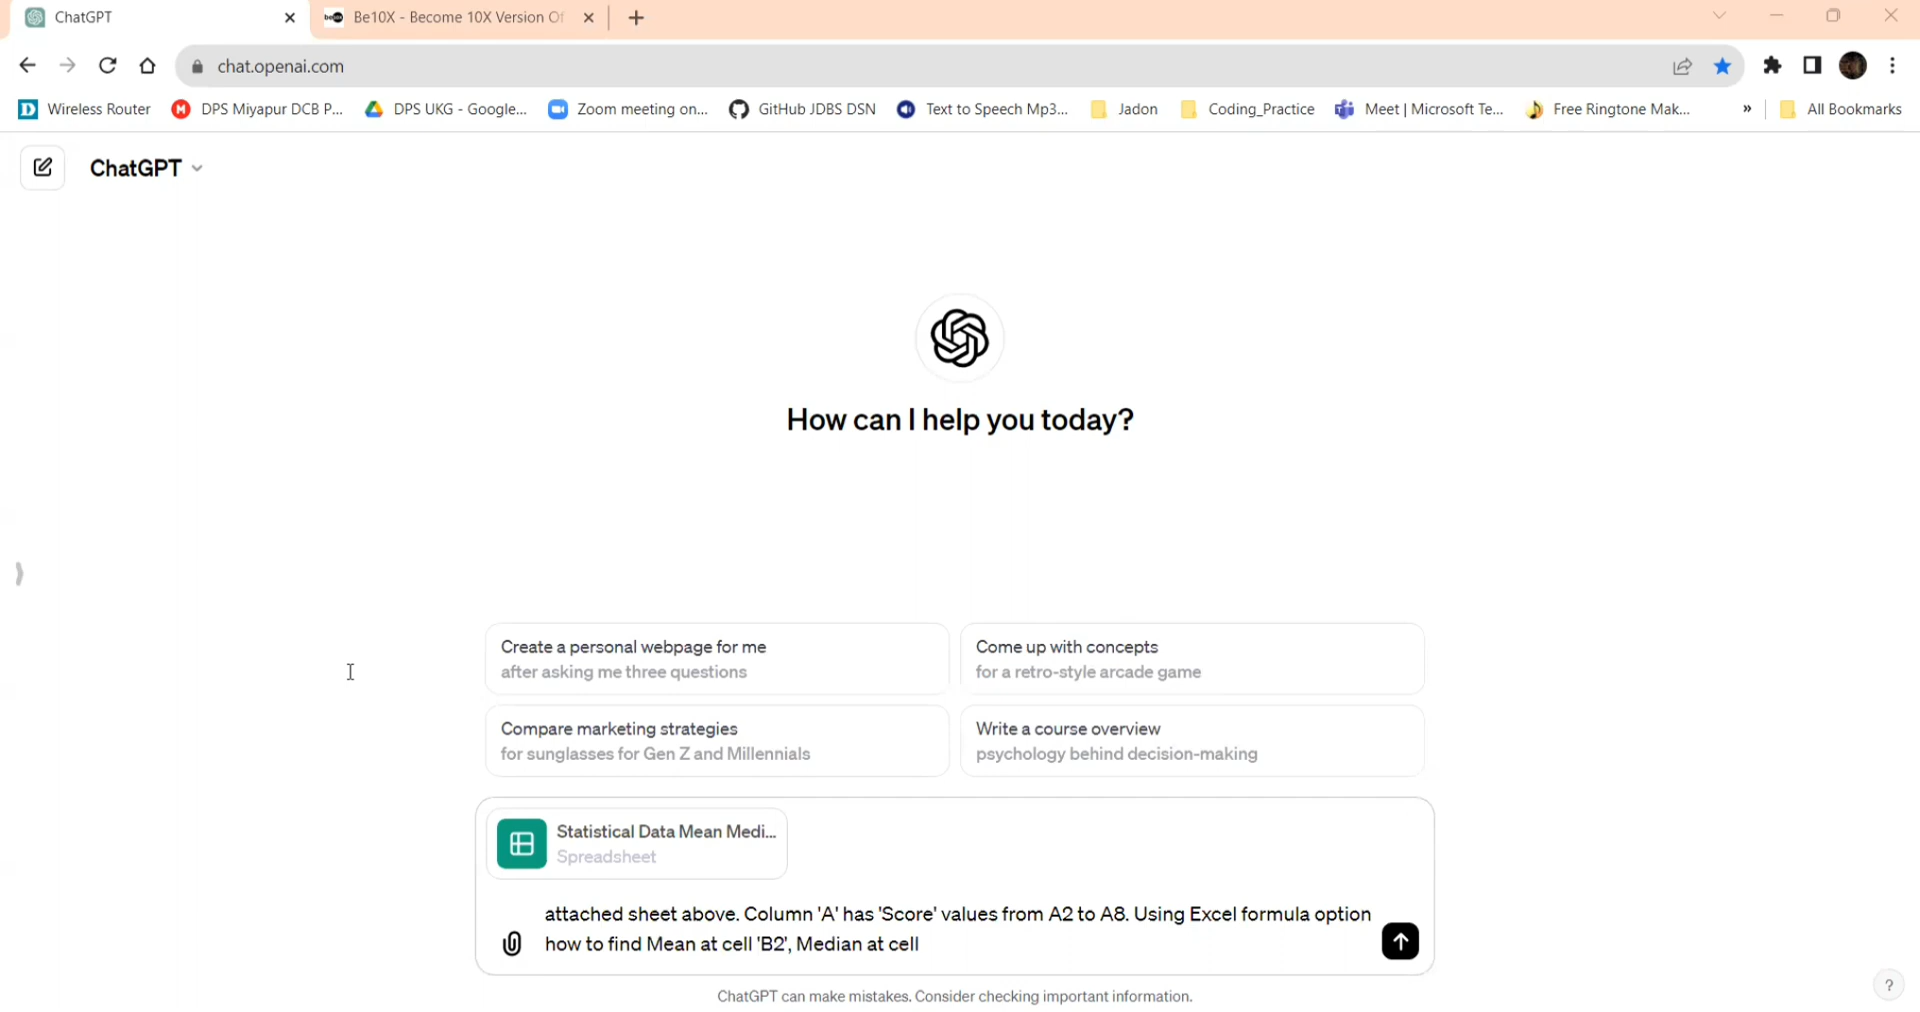 ChatGPT
Be10X - Become 10X Version Of
chat.openai.com
Wireless Router
DPS Miyapur DCB P...
DPS UKG - Google...
Zoom meeting on...
GitHub JDBS DSN
Text to Speech Mp3...
Jadon
Coding_Practice
Meet | Microsoft Te...
Free Ringtone Mak...
»
All Bookmarks
ChatGPT
How can I help you today?
Create a personal webpage for me
after asking me three questions
Come up with concepts
for a retro-style arcade game
Compare marketing strategies
for sunglasses for Gen Z and Millennials
Write a course overview
psychology behind decision-making
Statistical Data Mean Medi...
Spreadsheet
attached sheet above. Column 'A' has 'Score' values from A2 to A8. Using Excel formula option
how to find Mean at cell 'B2', Median at cell
ChatGPT can make mistakes. Consider checking important information.
?